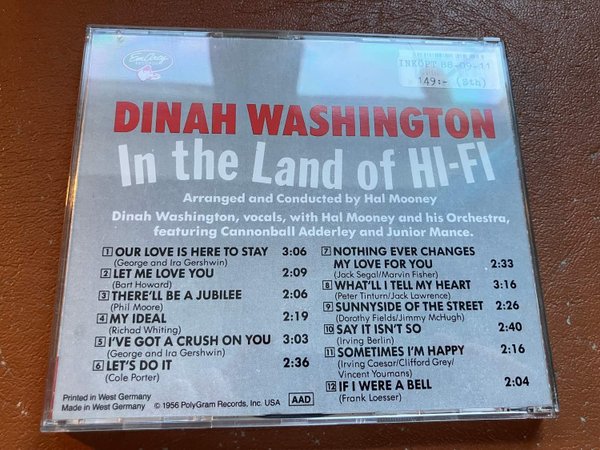 EmArcy
INKÖPT 88-09-11
149:- (Sth)
DINAH WASHINGTON
In the Land of HI-FI
Arranged and Conducted by Hal Mooney
Dinah Washington, vocals, with Hal Mooney and his Orchestra,
featuring Cannonball Adderley and Junior Mance.
1 OUR LOVE IS HERE TO STAY 3:06
(George and Ira Gershwin)
2 LET ME LOVE YOU 2:09
(Bart Howard)
3 THERE'LL BE A JUBILEE 2:06
(Phil Moore)
4 MY IDEAL 2:19
(Richad Whiting)
5 I'VE GOT A CRUSH ON YOU 3:03
(George and Ira Gershwin)
6 LET'S DO IT 2:36
(Cole Porter)
7 NOTHING EVER CHANGES
MY LOVE FOR YOU 2:33
(Jack Segal/Marvin Fisher)
8 WHAT'LL I TELL MY HEART 3:16
(Peter Tinturn/Jack Lawrence)
9 SUNNYSIDE OF THE STREET 2:26
(Dorothy Fields/Jimmy McHugh)
10 SAY IT ISN'T SO 2:40
(Irving Berlin)
11 SOMETIMES I'M HAPPY 2:16
(Irving Caesar/Clifford Grey/
Vincent Youmans)
12 IF I WERE A BELL 2:04
(Frank Loesser)
Printed in West Germany
Made in West Germany
© 1956 PolyGram Records, Inc. USA
AAD